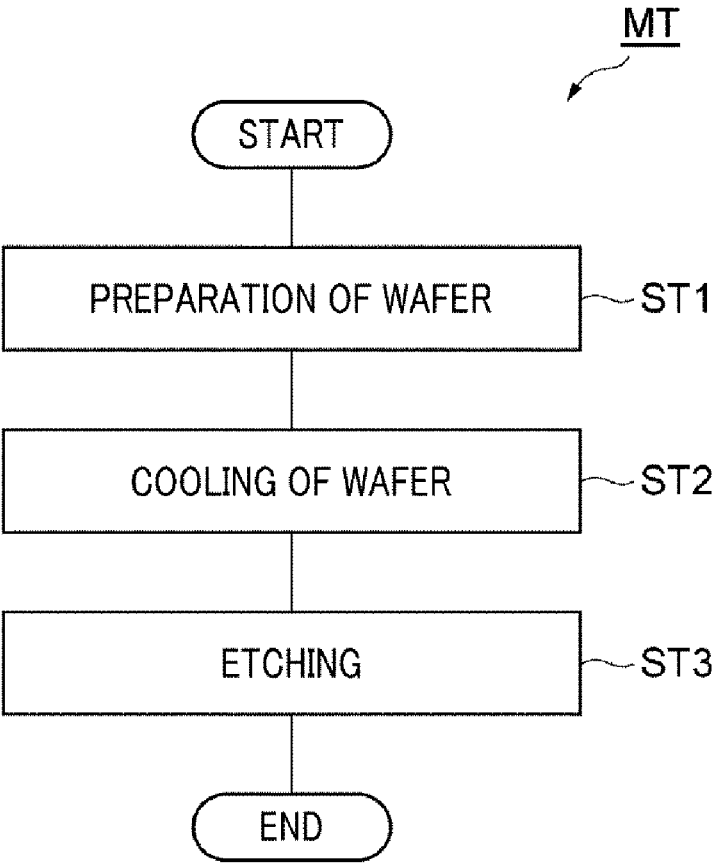 MT
START
PREPARATION OF WAFER
ST1
COOLING OF WAFER
ST2
ETCHING
ST3
END